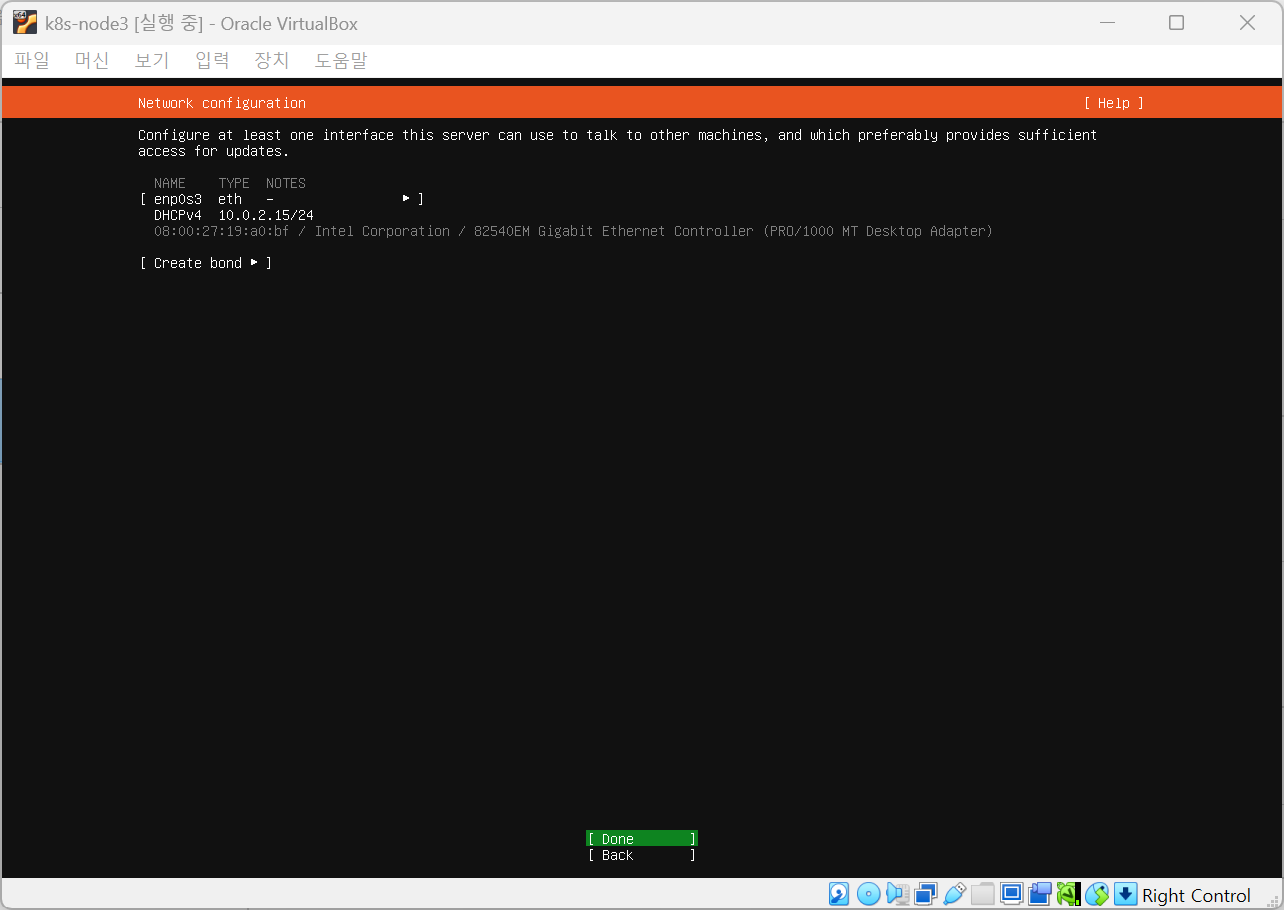 k8s-node3 [실행 중] - Oracle VirtualBox
파일 머신 보기 입력 장치 도움말
Network configuration [ Help ]
Configure at least one interface this server can use to talk to other machines, and which preferably provides sufficient
access for updates.
NAME TYPE NOTES
[ enp0s3 eth - ▸ ]
DHCPv4 10.0.2.15/24
08:00:27:19:a0:bf / Intel Corporation / 82540EM Gigabit Ethernet Controller (PRO/1000 MT Desktop Adapter)
[ Create bond ▸ ]
[ Done ]
[ Back ]
Right Control